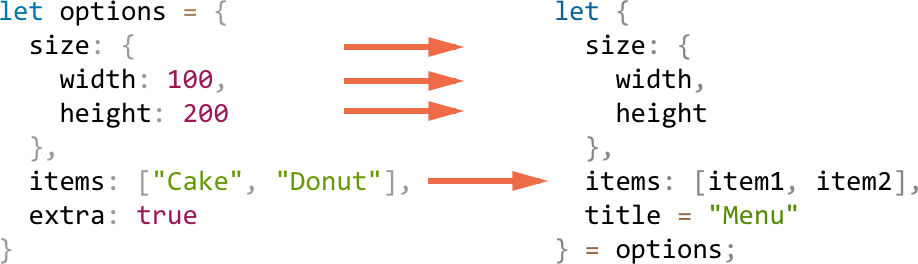 let options = {
  size: {
    width: 100,
    height: 200
  },
  items: ["Cake", "Donut"],
  extra: true
}
let {
  size: {
    width,
    height
  },
  items: [item1, item2],
  title = "Menu"
} = options;